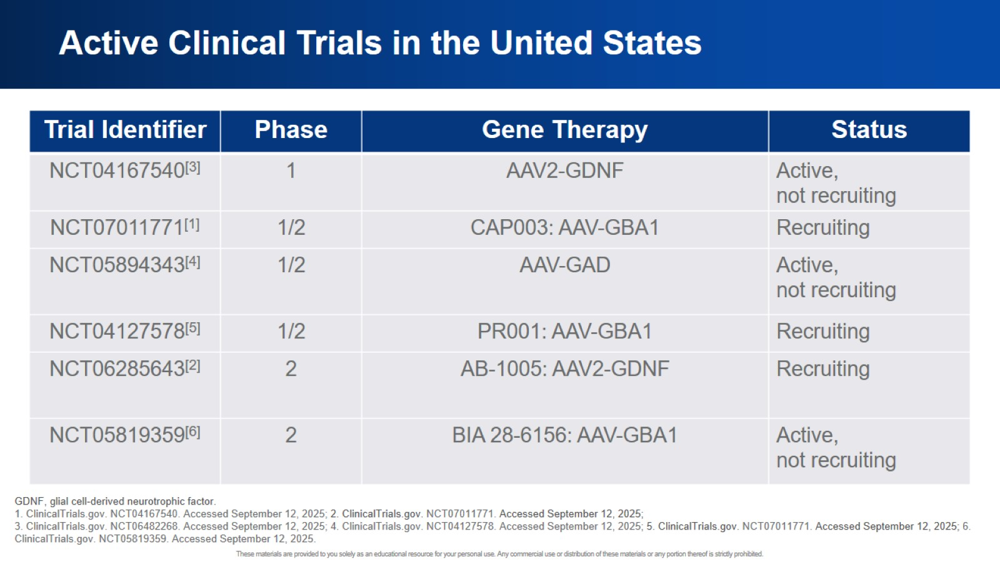 Active Clinical Trials in the United States
Trial Identifier Phase Gene Therapy Status
NCT04167540[3] 1 AAV2-GDNF Active,
not recruiting
NCT07011771[1] 1/2 CAP003: AAV-GBA1 Recruiting
NCT05894343[4] 1/2 AAV-GAD Active,
not recruiting
NCT04127578[5] 1/2 PR001: AAV-GBA1 Recruiting
NCT06285643[2] 2 AB-1005: AAV2-GDNF Recruiting
NCT05819359[6] 2 BIA 28-6156: AAV-GBA1 Active,
not recruiting
GDNF, glial cell-derived neurotrophic factor.
1. ClinicalTrials.gov. NCT04167540. Accessed September 12, 2025; 2. ClinicalTrials.gov. NCT07011771. Accessed September 12, 2025;
3. ClinicalTrials.gov. NCT06482268. Accessed September 12, 2025; 4. ClinicalTrials.gov. NCT04127578. Accessed September 12, 2025; 5. ClinicalTrials.gov. NCT07011771. Accessed September 12, 2025; 6.
ClinicalTrials.gov. NCT05819359. Accessed September 12, 2025.
These materials are provided to you solely as an educational resource for your personal use. Any commercial use or distribution of these materials or any portion thereof is strictly prohibited.